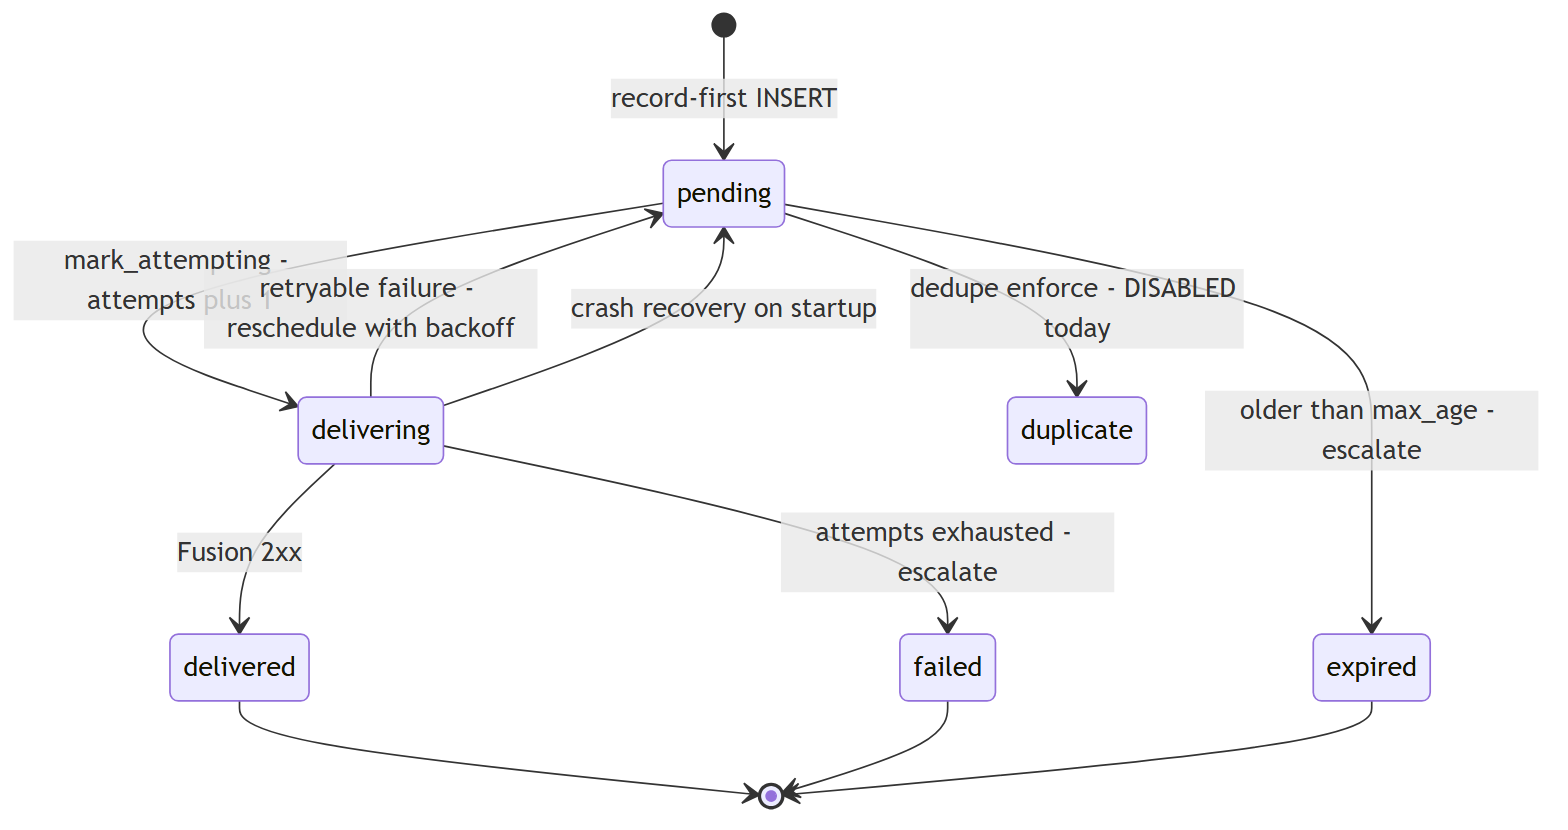 record-first INSERT
pending
mark_attempting -
attempts plus 1
retryable failure -
reschedule with backoff
crash recovery on startup
dedupe enforce - DISABLED
today
older than max_age -
escalate
delivering
duplicate
Fusion 2xx
attempts exhausted -
escalate
delivered
failed
expired